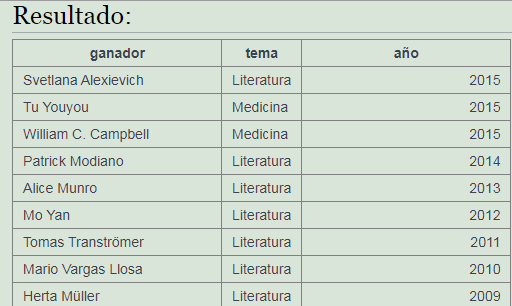 Resultado:
ganador tema año
Svetlana Alexievich Literatura 2015
Tu Youyou Medicina 2015
William C. Campbell Medicina 2015
Patrick Modiano Literatura 2014
Alice Munro Literatura 2013
Mo Yan Literatura 2012
Tomas Tranströmer Literatura 2011
Mario Vargas Llosa Literatura 2010
Herta Müller Literatura 2009